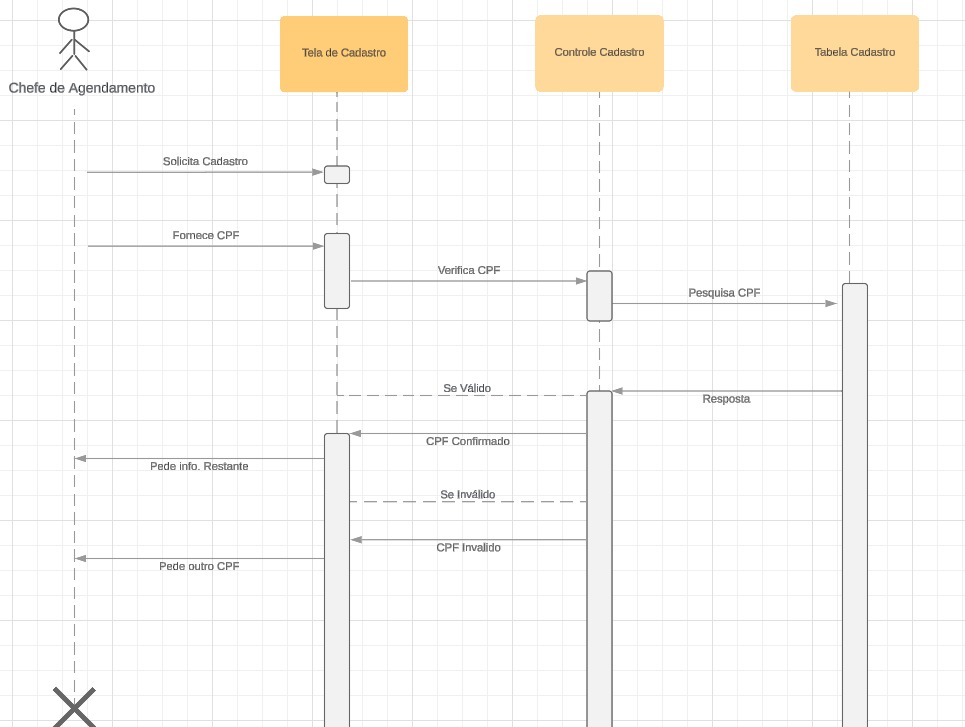 Chefe de Agendamento
Tela de Cadastro
Controle Cadastro
Tabela Cadastro
Solicita Cadastro
Fornece CPF
Verifica CPF
Pesquisa CPF
Se Válido
Resposta
CPF Confirmado
Pede info. Restante
Se Inválido
CPF Invalido
Pede outro CPF